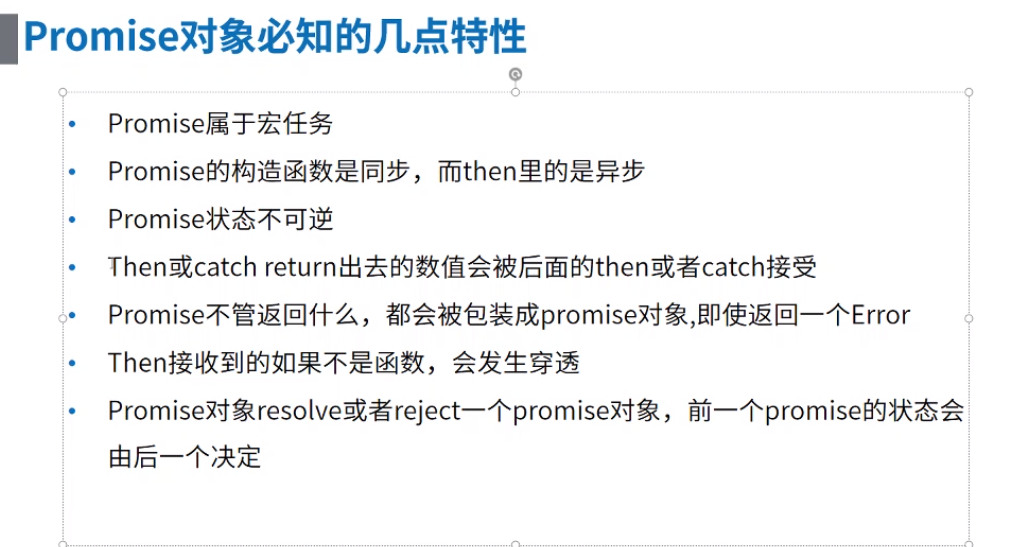 Promise对象必知的几点特性
• Promise属于宏任务
• Promise的构造函数是同步，而then里的是异步
• Promise状态不可逆
• Then或catch return出去的数值会被后面的then或者catch接受
• Promise不管返回什么，都会被包装成promise对象,即使返回一个Error
• Then接收到的如果不是函数，会发生穿透
• Promise对象resolve或者reject一个promise对象，前一个promise的状态会
由后一个决定